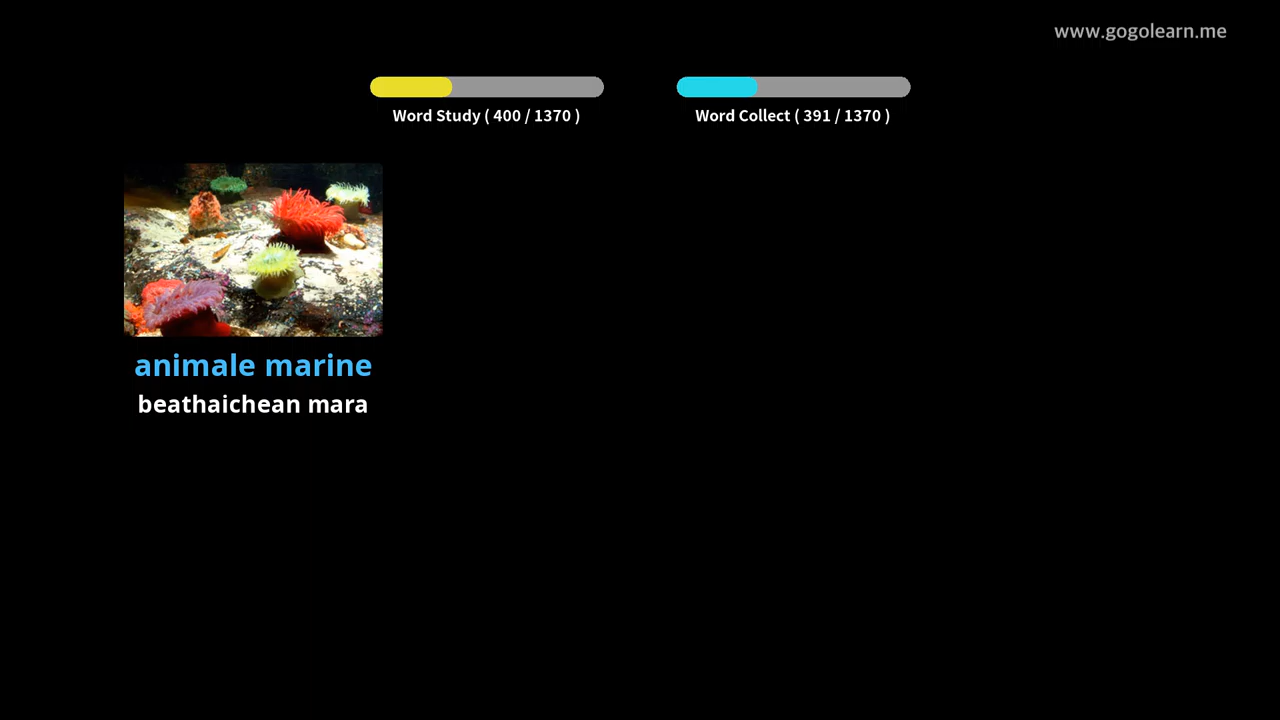 www.gogolearn.me
Word Study ( 400 / 1370 )
Word Collect ( 391 / 1370 )
animale marine
beathaichean mara